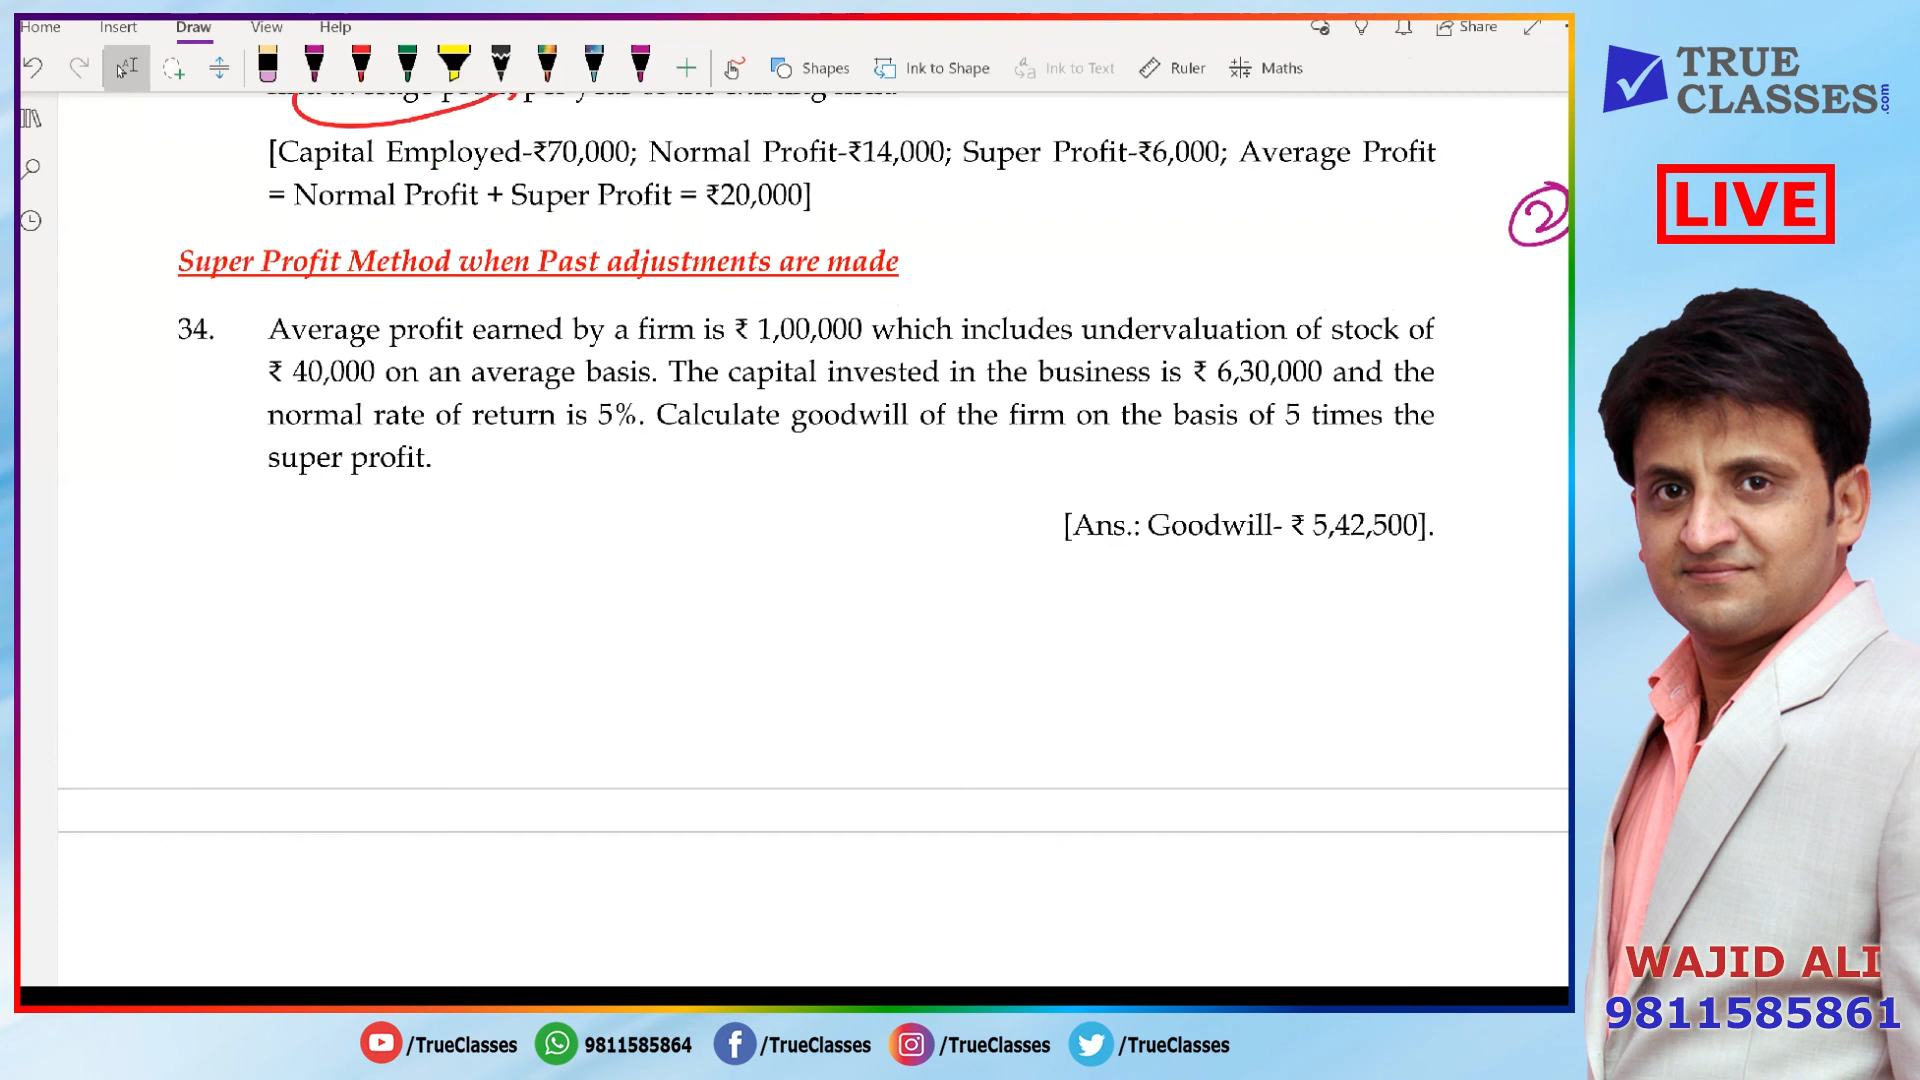 Home Insert Draw View Help Share
Shapes Ink to Shape Ink to Text Ruler Maths
[Capital Employed-₹70,000; Normal Profit-₹14,000; Super Profit-₹6,000; Average Profit
= Normal Profit + Super Profit = ₹20,000]
2
Super Profit Method when Past adjustments are made
34. Average profit earned by a firm is ₹ 1,00,000 which includes undervaluation of stock of
₹ 40,000 on an average basis. The capital invested in the business is ₹ 6,30,000 and the
normal rate of return is 5%. Calculate goodwill of the firm on the basis of 5 times the
super profit.
[Ans.: Goodwill- ₹ 5,42,500].
TRUE
CLASSES.com
LIVE
WAJID ALI
9811585861
/TrueClasses 9811585864 /TrueClasses /TrueClasses /TrueClasses